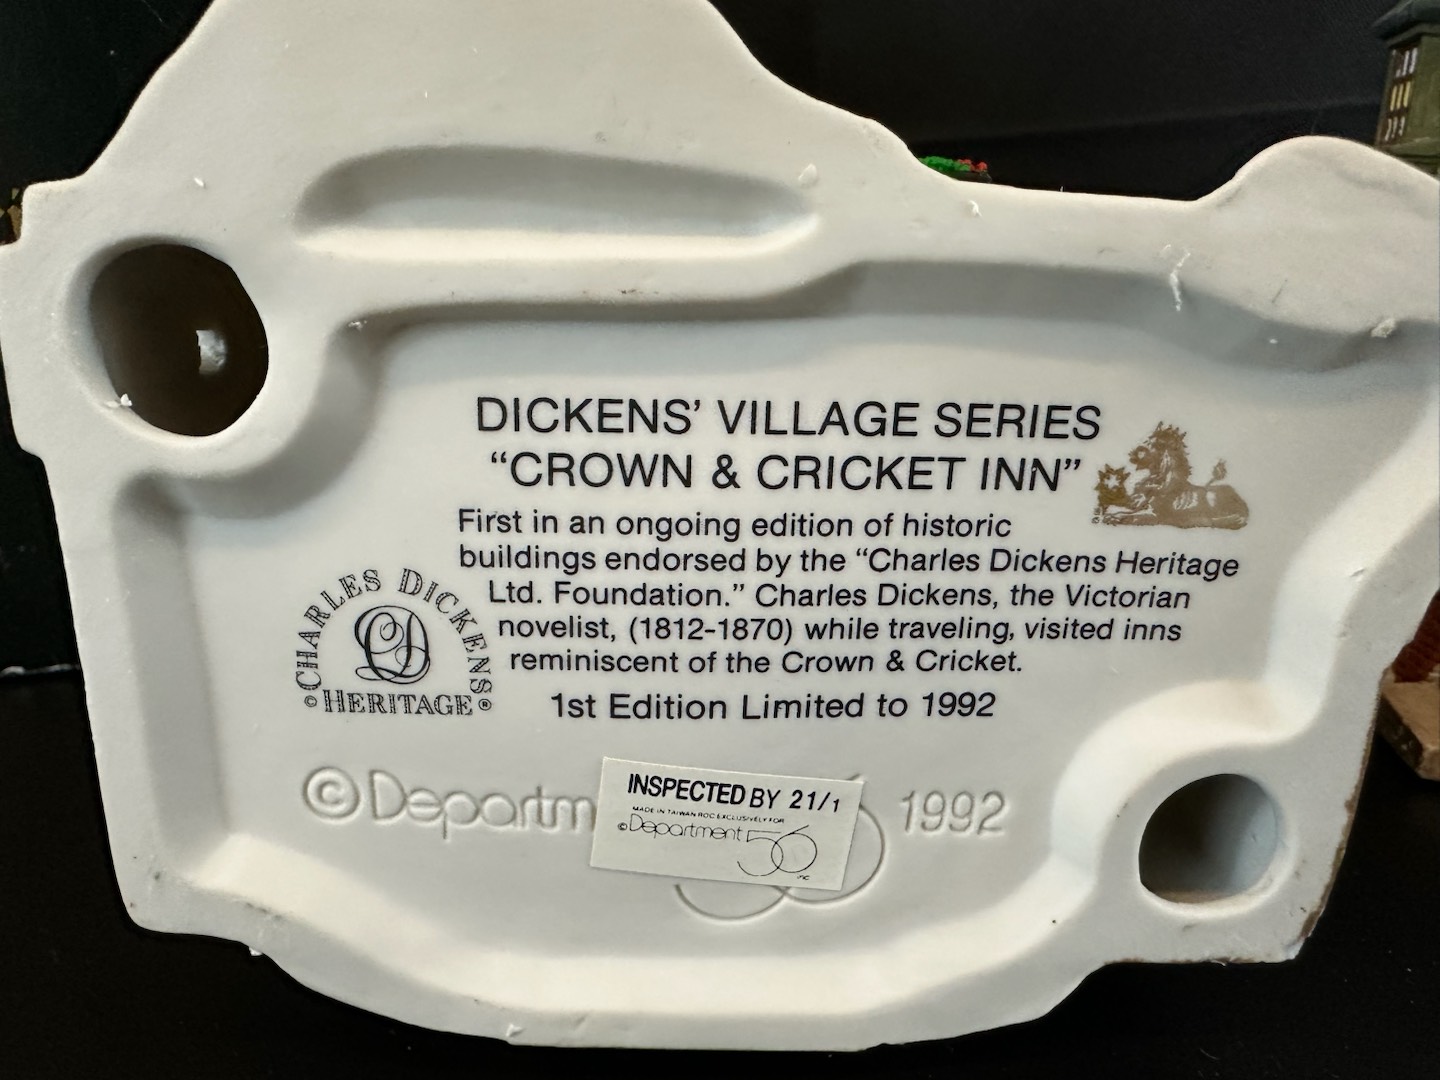 DICKENS' VILLAGE SERIES
“CROWN & CRICKET INN”
First in an ongoing edition of historic
buildings endorsed by the “Charles Dickens Heritage
Ltd. Foundation.” Charles Dickens, the Victorian
novelist, (1812-1870) while traveling, visited inns
reminiscent of the Crown & Cricket.
1st Edition Limited to 1992
CHARLES DICKENS
CD
© HERITAGE ®
© Departm 1992
INSPECTED BY 21/1
MADE IN TAIWAN ROC EXCLUSIVELY FOR
© Department 56
INC